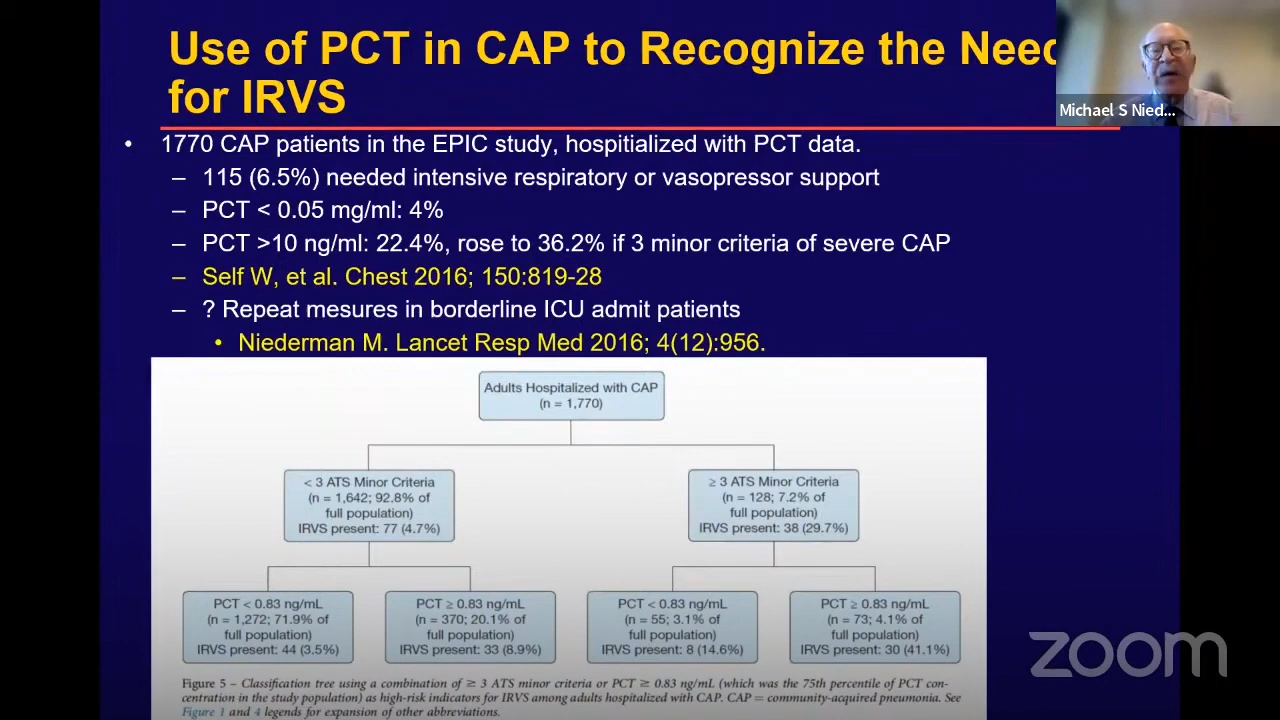 Use of PCT in CAP to Recognize the Need
for IRVS
Michael S Nied...
• 1770 CAP patients in the EPIC study, hospitialized with PCT data.
– 115 (6.5%) needed intensive respiratory or vasopressor support
– PCT < 0.05 mg/ml: 4%
– PCT >10 ng/ml: 22.4%, rose to 36.2% if 3 minor criteria of severe CAP
– Self W, et al. Chest 2016; 150:819-28
– ? Repeat mesures in borderline ICU admit patients
• Niederman M. Lancet Resp Med 2016; 4(12):956.
Adults Hospitalized with CAP
(n = 1,770)
< 3 ATS Minor Criteria
(n = 1,642; 92.8% of
full population)
IRVS present: 77 (4.7%)
≥ 3 ATS Minor Criteria
(n = 128; 7.2% of
full population)
IRVS present: 38 (29.7%)
PCT < 0.83 ng/mL
(n = 1,272; 71.9% of
full population)
IRVS present: 44 (3.5%)
PCT ≥ 0.83 ng/mL
(n = 370; 20.1% of
full population)
IRVS present: 33 (8.9%)
PCT < 0.83 ng/mL
(n = 55; 3.1% of
full population)
IRVS present: 8 (14.6%)
PCT ≥ 0.83 ng/mL
(n = 73; 4.1% of
full population)
IRVS present: 30 (41.1%)
zoom
Figure 5 – Classification tree using a combination of ≥ 3 ATS minor criteria or PCT ≥ 0.83 ng/mL (which was the 75th percentile of PCT con-
centration in the study population) as high-risk indicators for IRVS among adults hospitalized with CAP. CAP = community-acquired pneumonia. See
Figure 1 and 4 legends for expansion of other abbreviations.